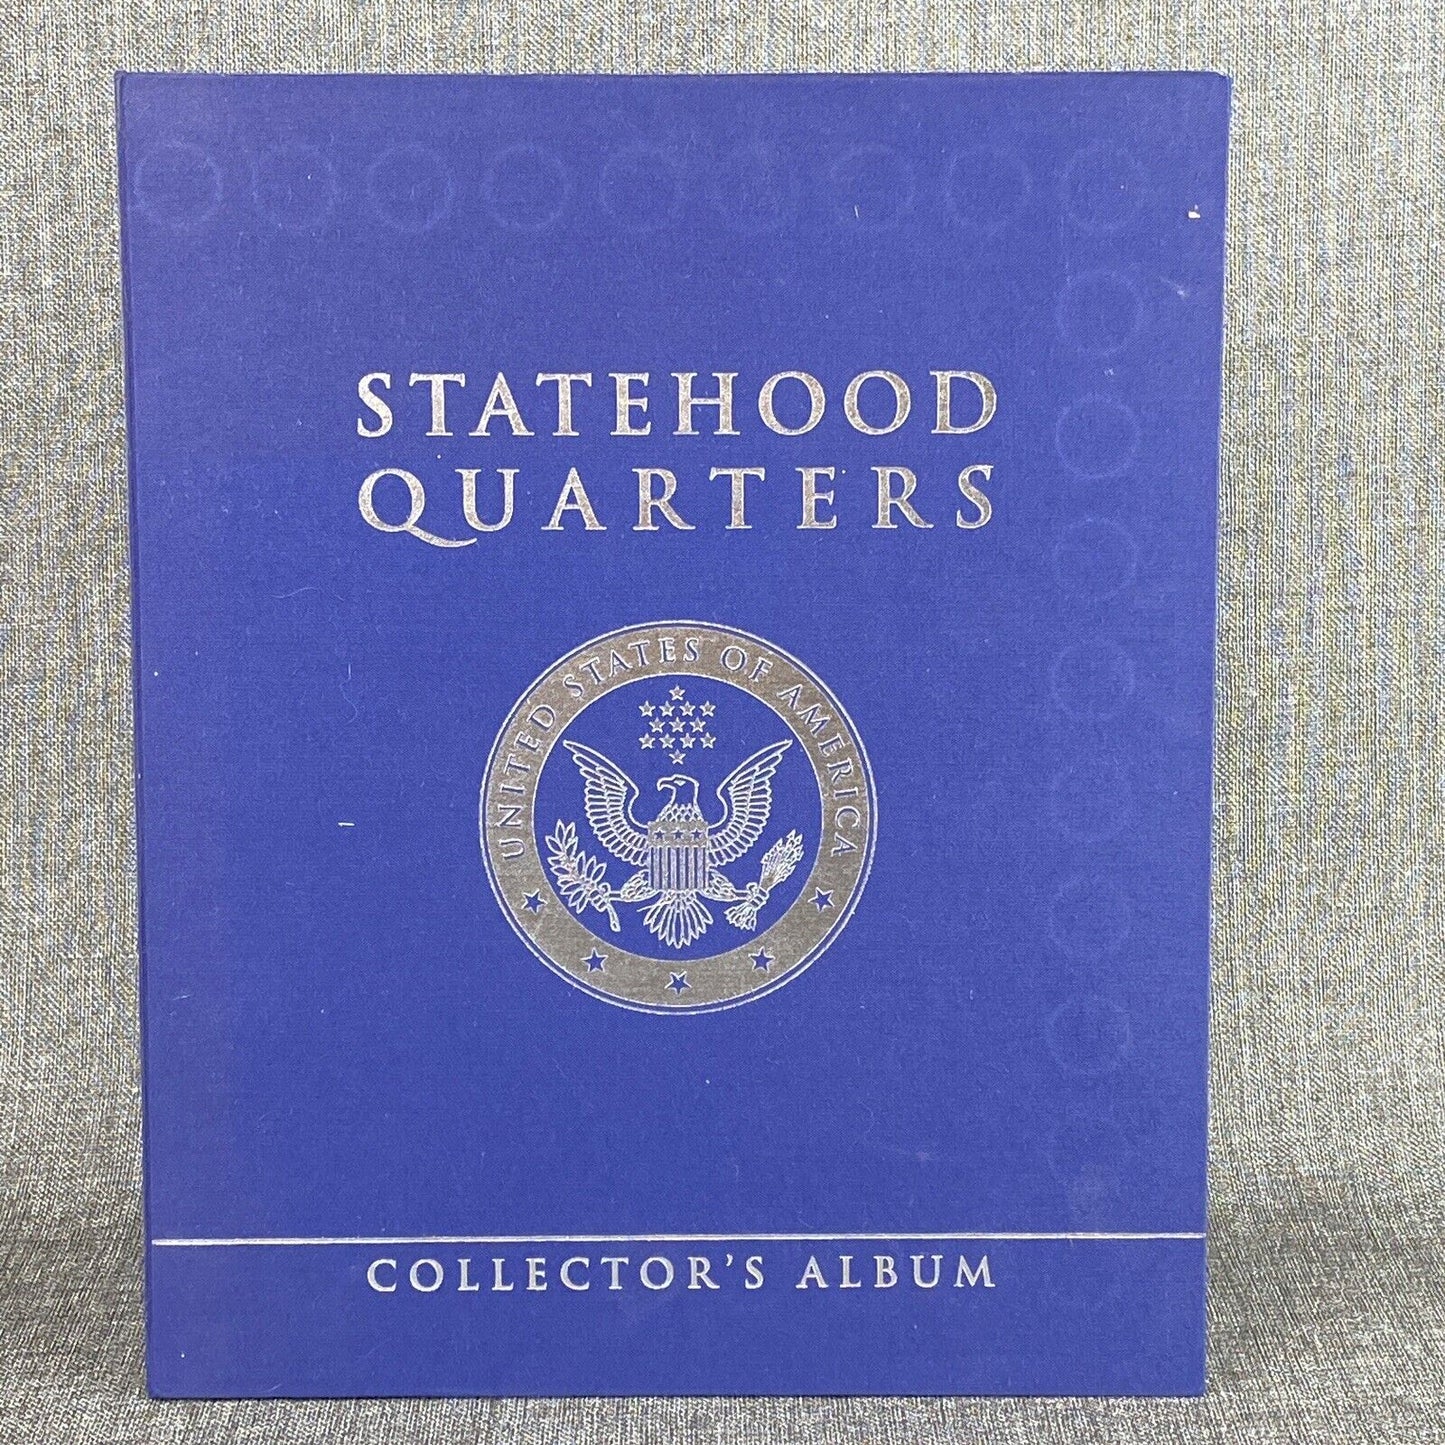 STATEHOOD
QUARTERS
UNITED STATES OF AMERICA
COLLECTOR'S ALBUM